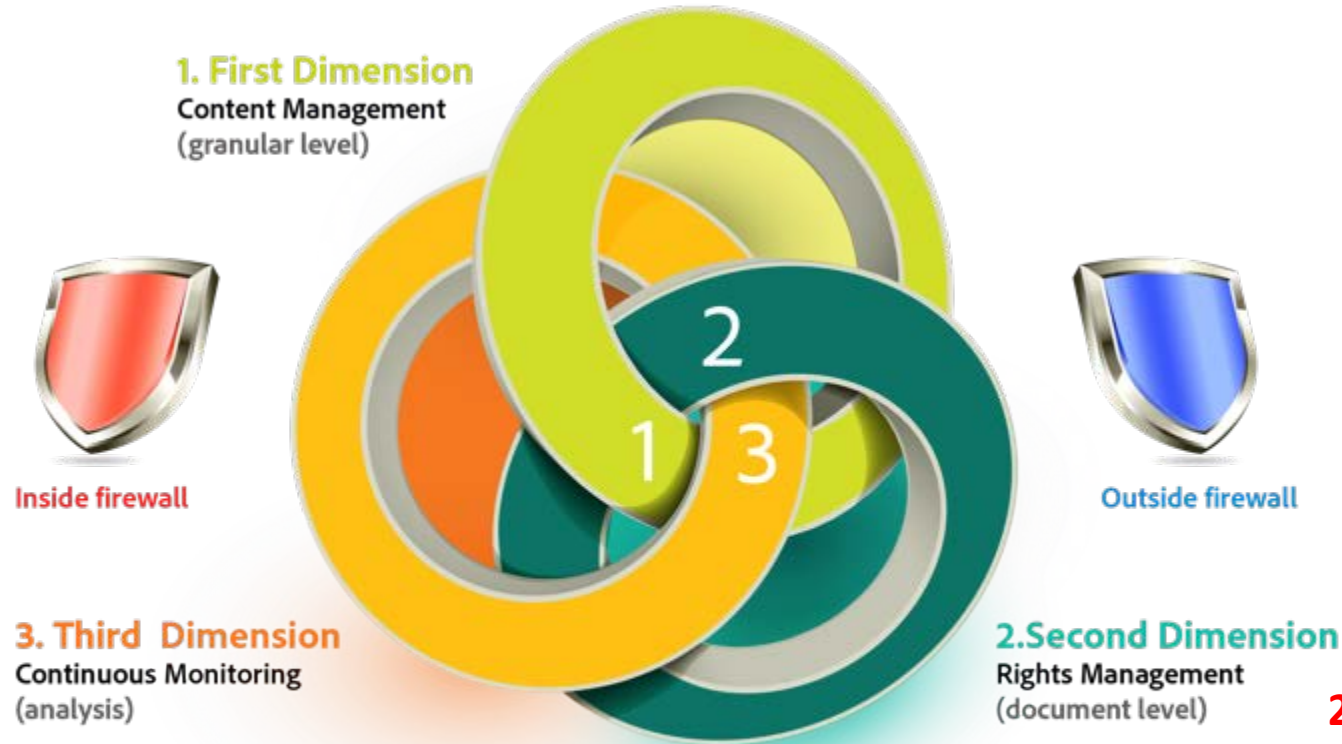 1. First Dimension
Content Management
(granular level)
2
1
3
Inside firewall
Outside firewall
3. Third Dimension
Continuous Monitoring
(analysis)
2.Second Dimension
Rights Management
(document level)
2